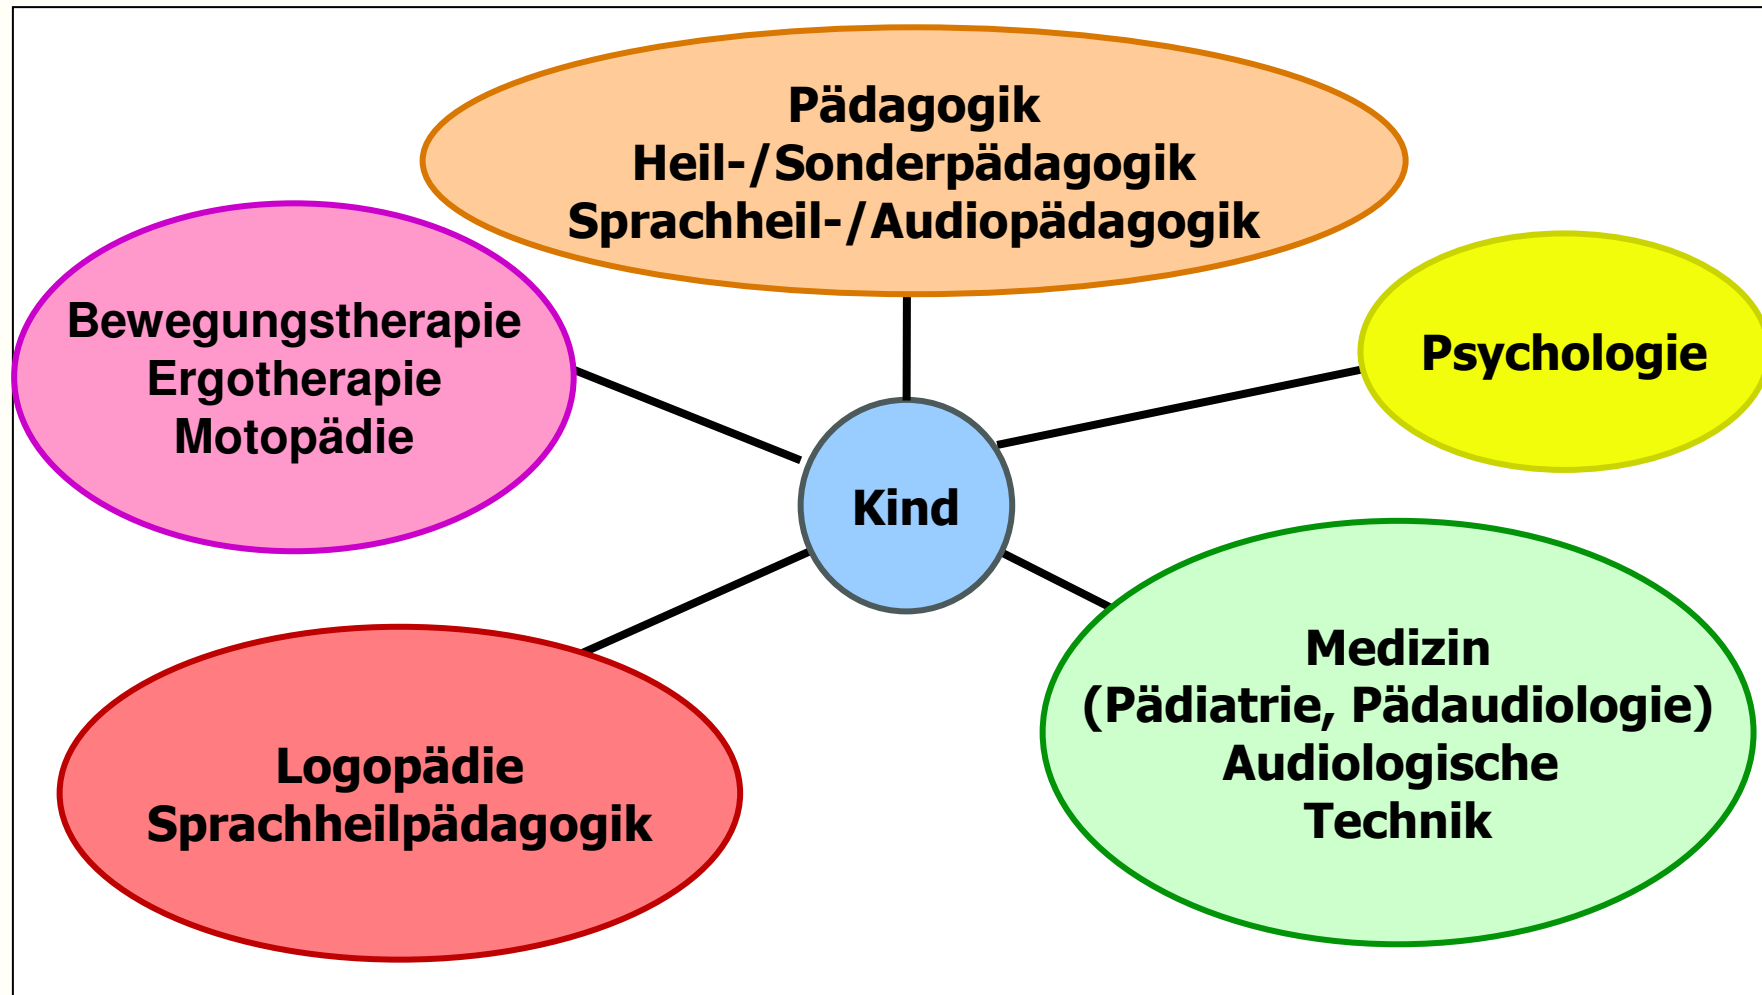 Pädagogik
Heil-/Sonderpädagogik
Sprachheil-/Audiopädagogik
Bewegungstherapie
Ergotherapie
Motopädie
Psychologie
Kind
Logopädie
Sprachheilpädagogik
Medizin
(Pädiatrie, Pädaudiologie)
Audiologische
Technik